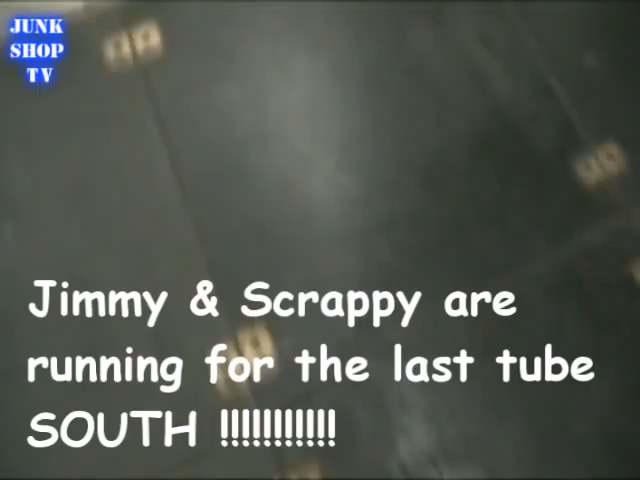 JUNK
SHOP
TV
Jimmy & Scrappy are
running for the last tube
SOUTH !!!!!!!!!!!